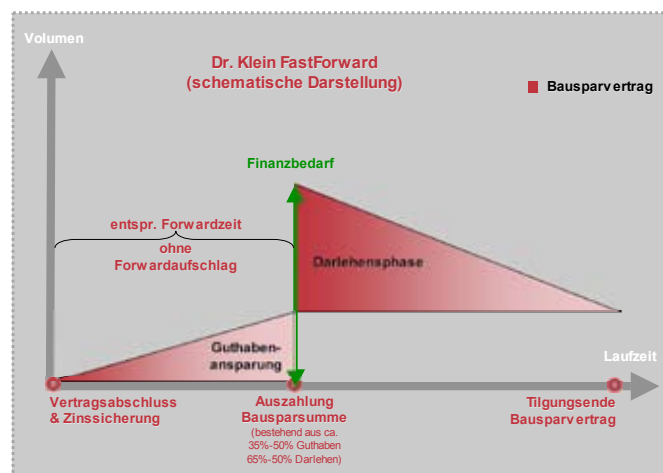 Volumen
Dr. Klein FastForward
(schematische Darstellung)
Bausparvertrag
Finanzbedarf
entspr. Forwardzeit
ohne
Forwardaufschlag
Darlehensphase
Guthaben-
ansparung
Laufzeit
Vertragsabschluss
& Zinssicherung
Auszahlung
Bausparsumme
(bestehend aus ca.
35%-50% Guthaben
65%-50% Darlehen)
Tilgungsende
Bausparvertrag